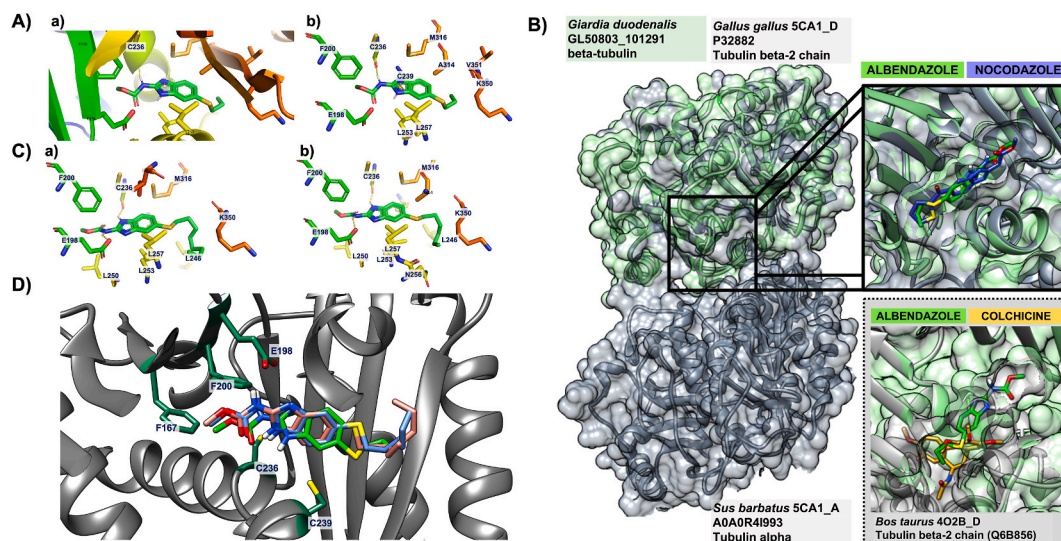 A)
a)
C236
b)
F200
C236
M316
A314
V351
C239
K350
E198
L257
L253
C)
a)
F200
C236
M316
K350
E198
L257
L246
L250
L253
b)
F200
C236
M316
K350
E198
L246
L257
L250
L253
N256
D)
E198
F200
F167
C236
C239
B)
Giardia duodenalis
GL50803_101291
beta-tubulin
Gallus gallus 5CA1_D
P32882
Tubulin beta-2 chain
ALBENDAZOLE
NOCODAZOLE
ALBENDAZOLE
COLCHICINE
Sus barbatus 5CA1_A
A0A0R4I993
Tubulin alpha
Bos taurus 4O2B_D
Tubulin beta-2 chain (Q6B856)